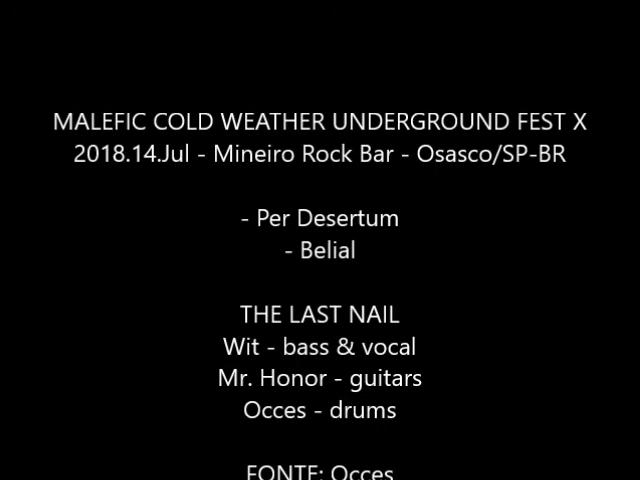 MALEFIC COLD WEATHER UNDERGROUND FEST X
2018.14.Jul - Mineiro Rock Bar - Osasco/SP-BR
- Per Desertum
- Belial
THE LAST NAIL
Wit - bass & vocal
Mr. Honor - guitars
Occes - drums
FONTE: Occes